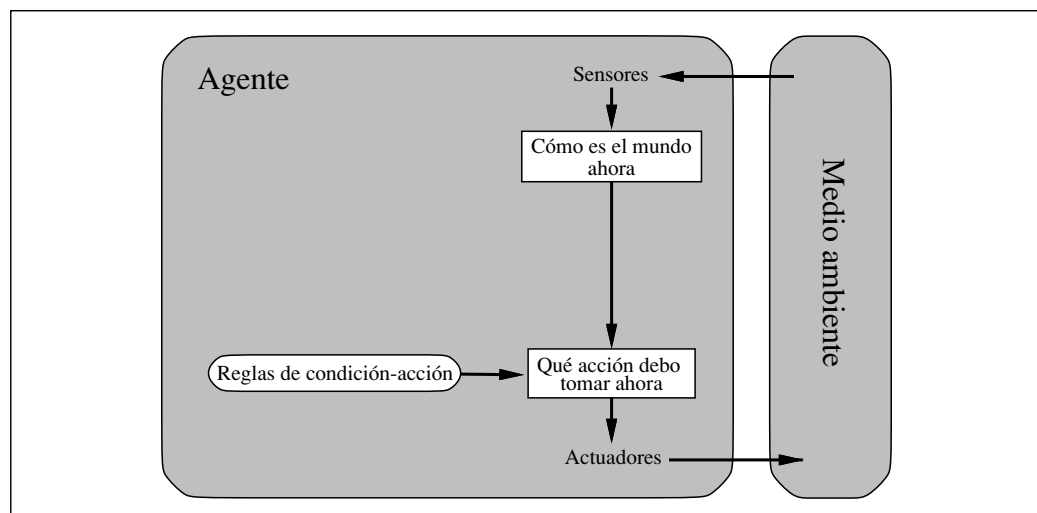 Agente
Sensores
Cómo es el mundo
ahora
Medio ambiente
Reglas de condición-acción
Qué acción debo
tomar ahora
Actuadores